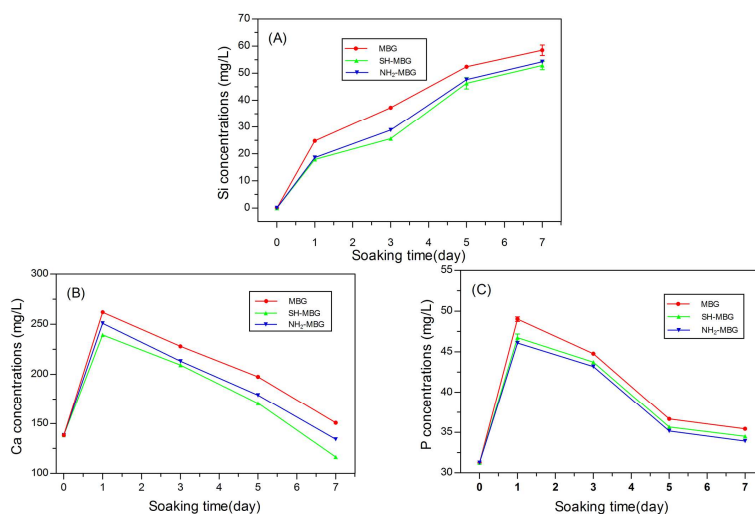 (A)
MBG
SH-MBG
NH₂-MBG
Si concentrations (mg/L)
70
60
50
40
30
20
10
0
0 1 2 3 4 5 6 7
Soaking time(day)
(B)
MBG
SH-MBG
NH₂-MBG
Ca concentrations (mg/L)
300
250
200
150
100
0 1 2 3 4 5 6 7
Soaking time(day)
(C)
MBG
SH-MBG
NH₂-MBG
P concentrations (mg/L)
55
50
45
40
35
30
0 1 2 3 4 5 6 7
Soaking time(day)